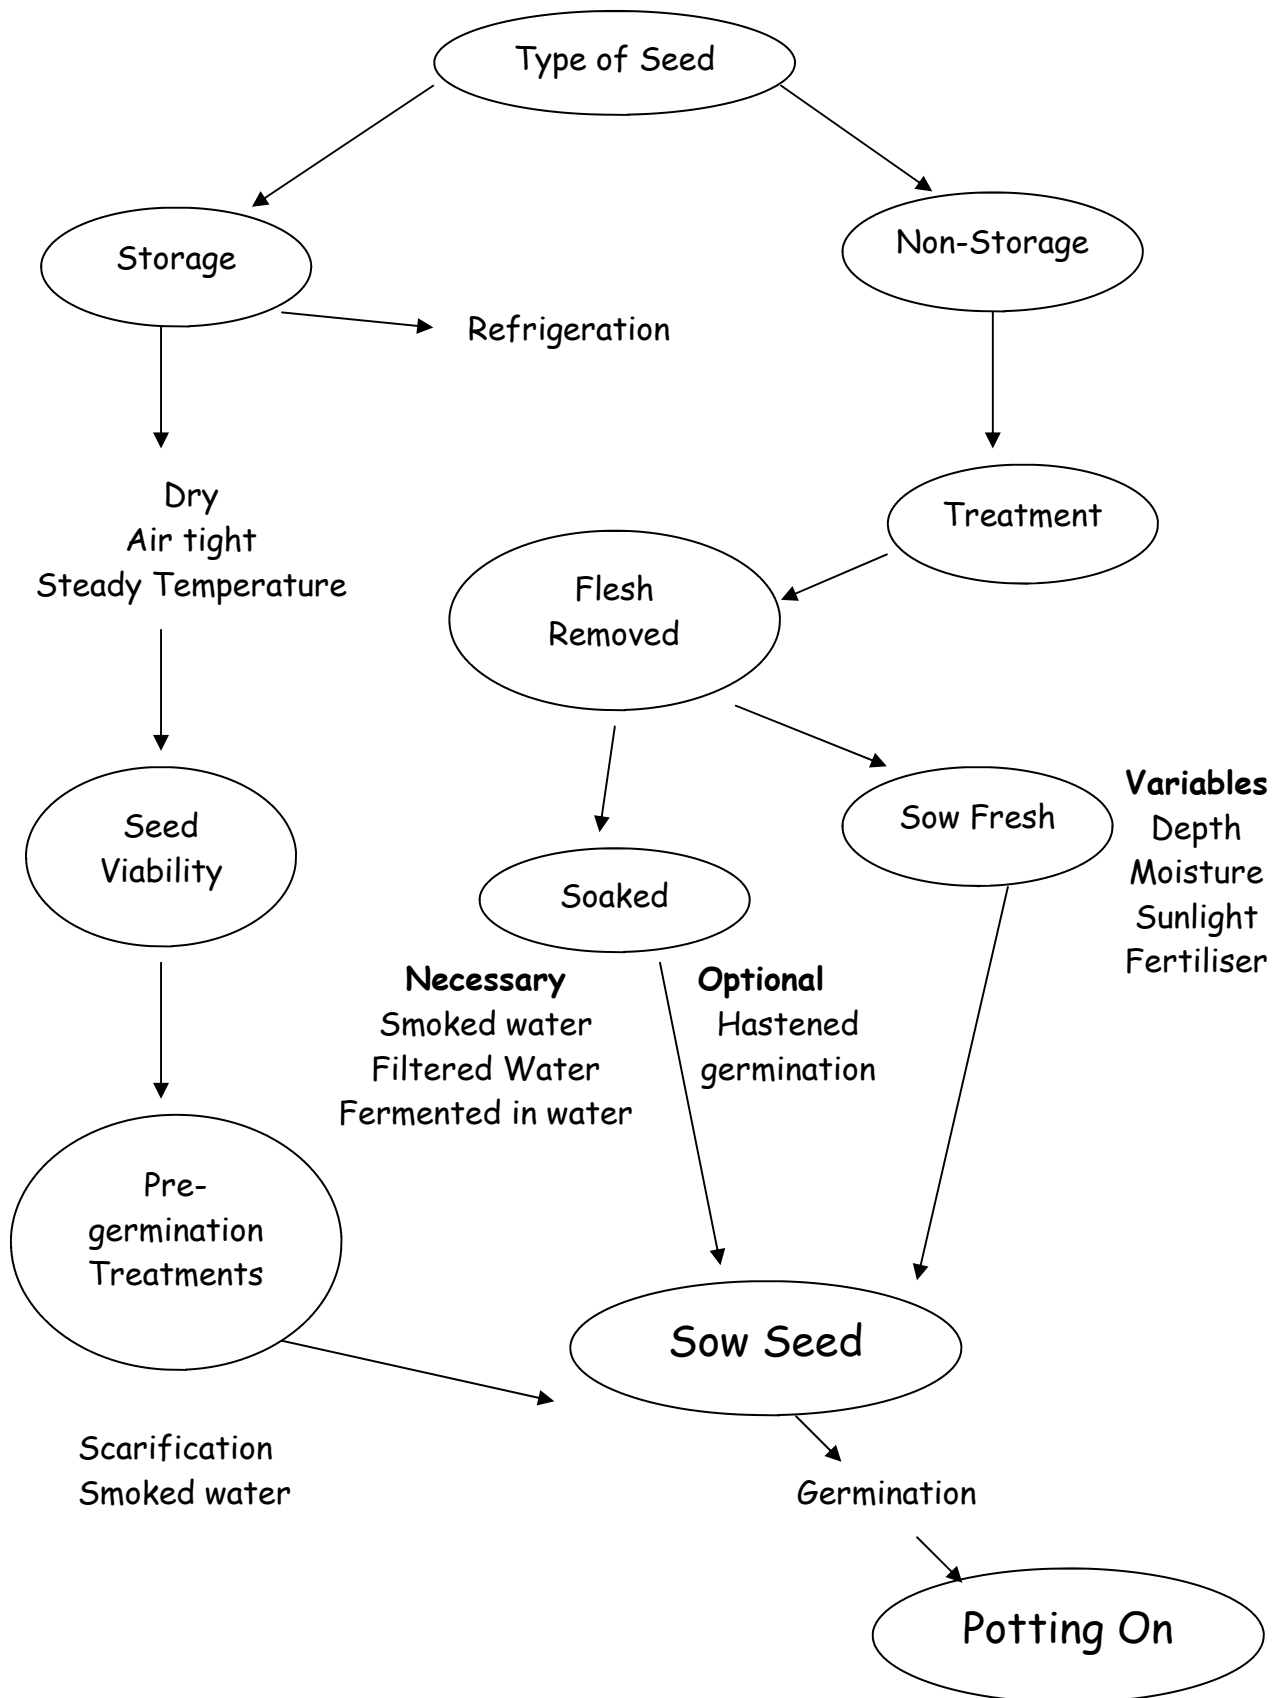 Type of Seed
Storage
Non-Storage
Refrigeration
Dry
Air tight
Steady Temperature
Treatment
Flesh
Removed
Seed
Viability
Sow Fresh
Variables
Depth
Moisture
Sunlight
Fertiliser
Soaked
Necessary
Smoked water
Filtered Water
Fermented in water
Optional
Hastened
germination
Pre-
germination
Treatments
Scarification
Smoked water
Sow Seed
Germination
Potting On